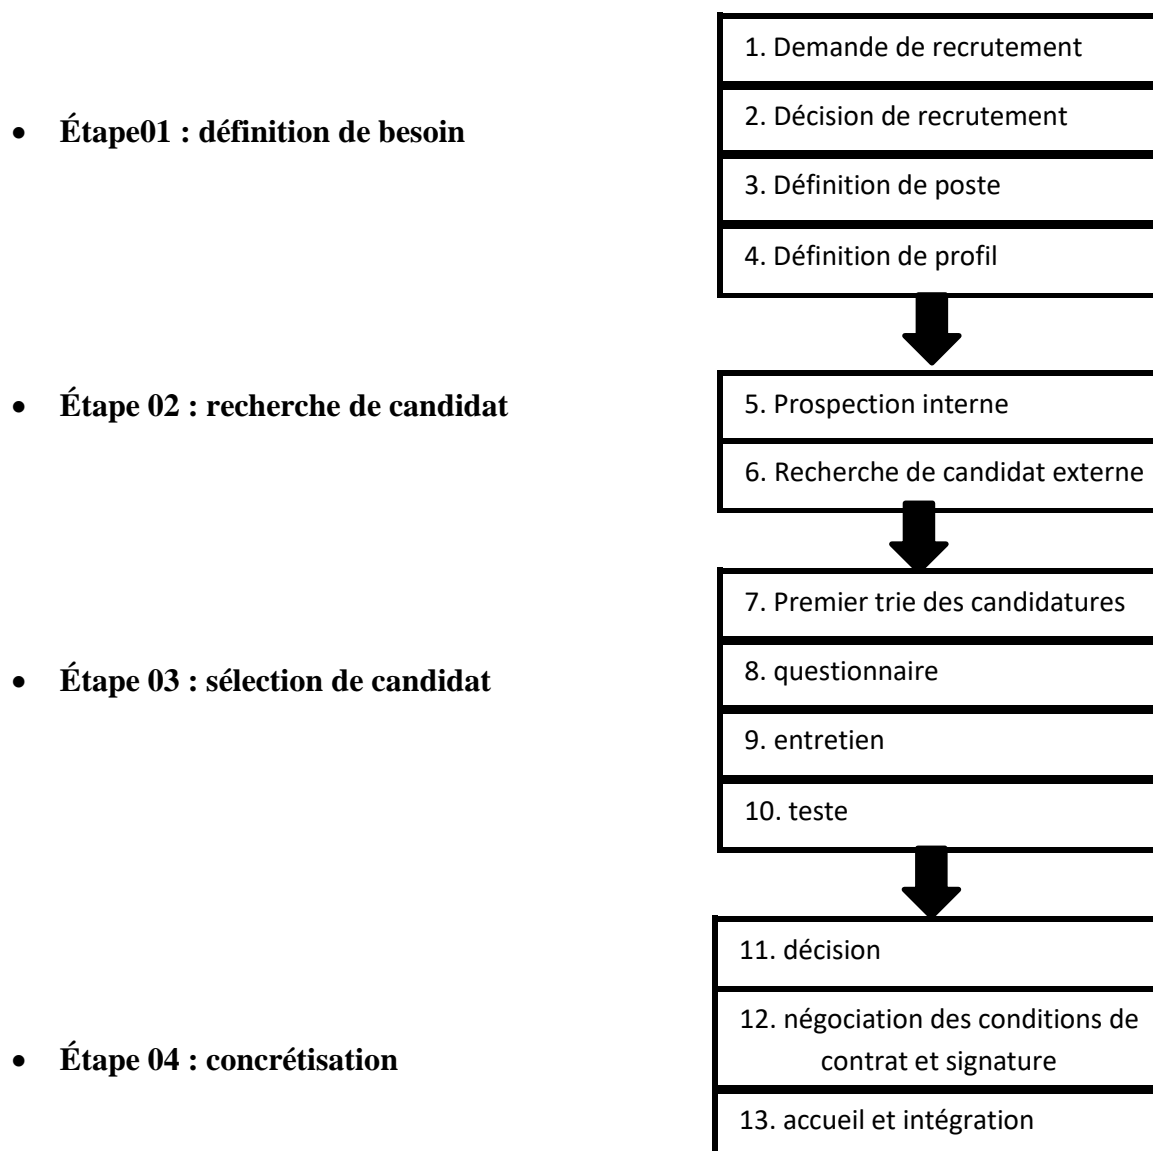 1. Demande de recrutement
2. Décision de recrutement
• Étape01 : définition de besoin
3. Définition de poste
4. Définition de profil
• Étape 02 : recherche de candidat
5. Prospection interne
6. Recherche de candidat externe
7. Premier trie des candidatures
• Étape 03 : sélection de candidat
8. questionnaire
9. entretien
10. teste
11. décision
12. négociation des conditions de
contrat et signature
• Étape 04 : concrétisation
13. accueil et intégration